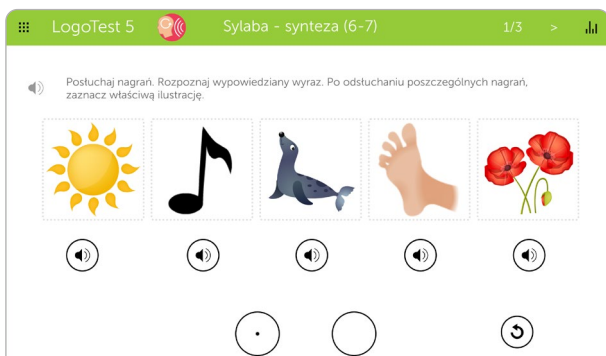 LogoTest 5
Sylaba - synteza (6-7)
1/3 >
Posłuchaj nagrań. Rozpoznaj wypowiedziany wyraz. Po odsłuchaniu poszczególnych nagrań,
zaznacz właściwą ilustrację.